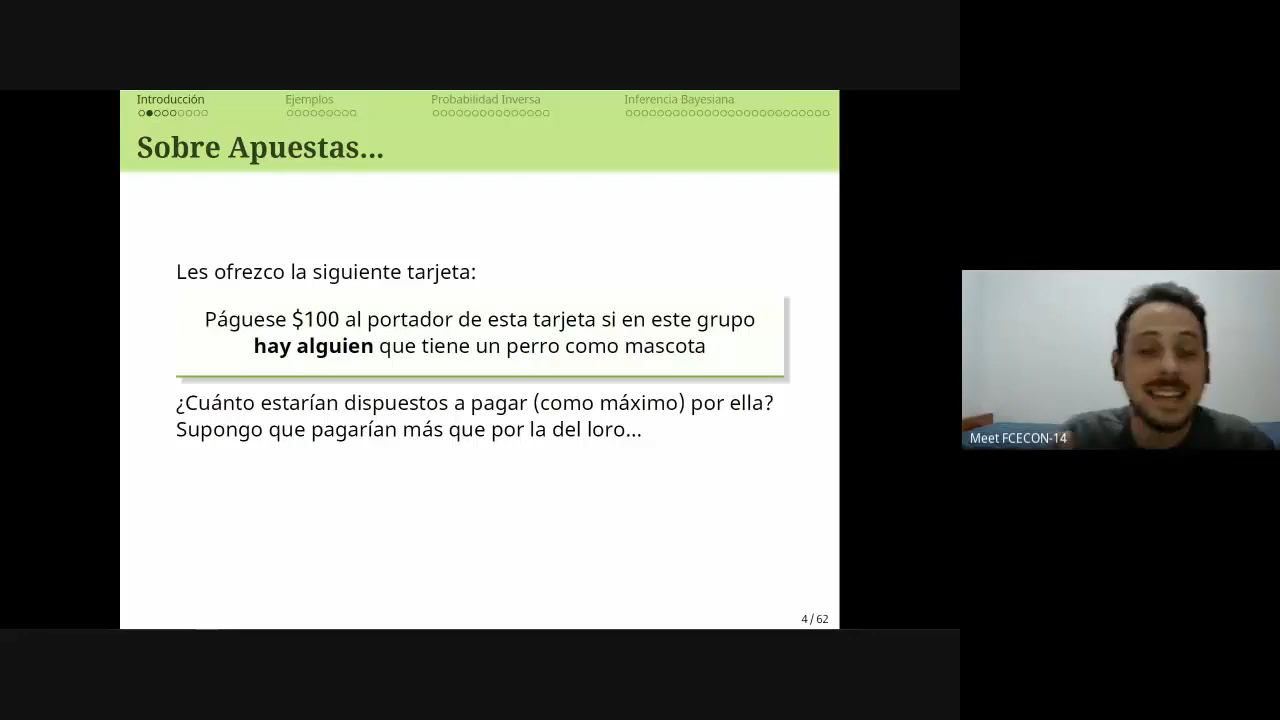 Introducción
Ejemplos
Probabilidad Inversa
Inferencia Bayesiana
Sobre Apuestas...
Les ofrezco la siguiente tarjeta:
Páguese $100 al portador de esta tarjeta si en este grupo
hay alguien que tiene un perro como mascota
¿Cuánto estarían dispuestos a pagar (como máximo) por ella?
Supongo que pagarían más que por la del loro...
4 / 62
Meet FCECON-14